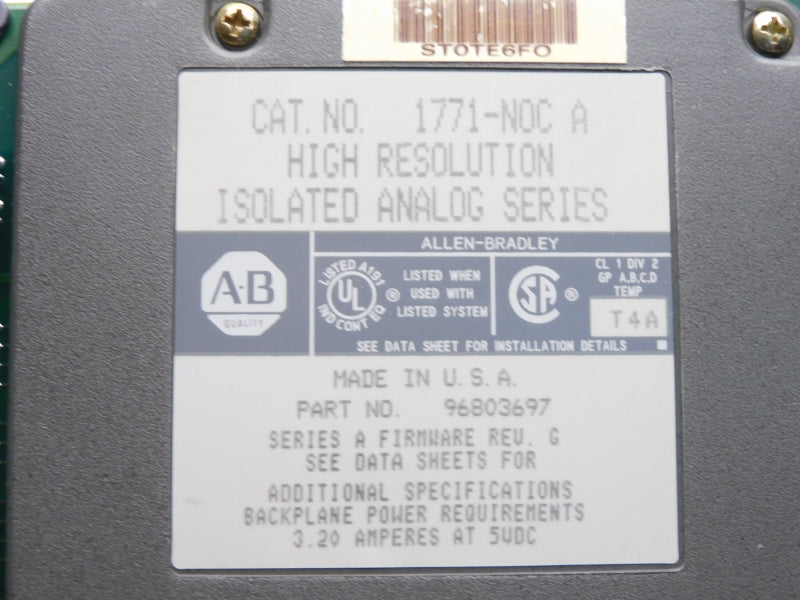 ST0TE6F0
CAT. NO. 1771-NOC A
HIGH RESOLUTION
ISOLATED ANALOG SERIES
ALLEN-BRADLEY
A-B
QUALITY
LISTED A191
UL
IND CONT EQ
®
LISTED WHEN
USED WITH
LISTED SYSTEM
SA
®
CL 1 DIV 2
GP A,B,C,D
TEMP
T4A
SEE DATA SHEET FOR INSTALLATION DETAILS
MADE IN U.S.A.
PART NO. 96803697
SERIES A FIRMWARE REV. G
SEE DATA SHEETS FOR
ADDITIONAL SPECIFICATIONS
BACKPLANE POWER REQUIREMENTS
3.20 AMPERES AT 5VDC